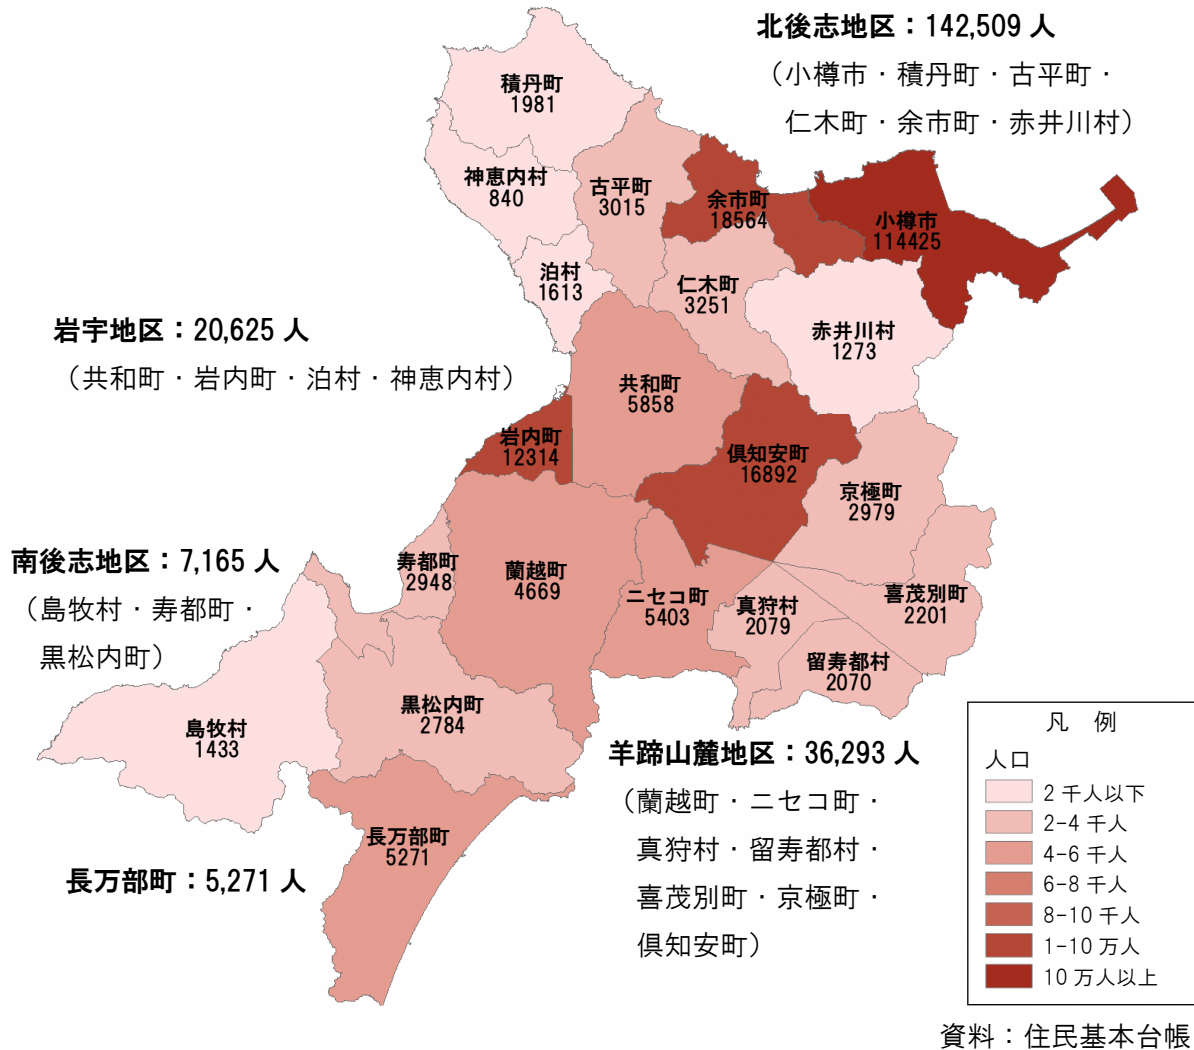 北後志地区：142,509 人
（小樽市・積丹町・古平町・
仁木町・余市町・赤井川村）
積丹町
1981
神恵内村
840
古平町
3015
余市町
18564
小樽市
114425
泊村
1613
仁木町
3251
赤井川村
1273
岩宇地区：20,625 人
（共和町・岩内町・泊村・神恵内村）
共和町
5858
岩内町
12314
倶知安町
16892
京極町
2979
南後志地区：7,165 人
（島牧村・寿都町・
黒松内町）
寿都町
2948
蘭越町
4669
ニセコ町
5403
真狩村
2079
喜茂別町
2201
留寿都村
2070
黒松内町
2784
島牧村
1433
羊蹄山麓地区：36,293 人
（蘭越町・ニセコ町・
真狩村・留寿都村・
喜茂別町・京極町・
倶知安町）
長万部町
5271
長万部町：5,271 人
凡 例
人口
2 千人以下
2-4 千人
4-6 千人
6-8 千人
8-10 千人
1-10 万人
10 万人以上
資料：住民基本台帳